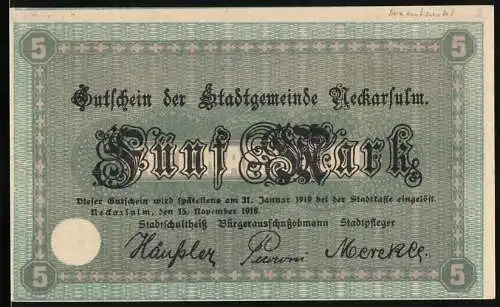 5 5
Gutschein der Stadtgemeinde Neckarsulm.
Fünf Mark
Dieser Gutschein wird spätestens am 31. Januar 1919 bei der Stadtkasse eingelöst.
Neckarsulm, den 15. November 1918.
Stadtschultheiß Bürgerausschußobmann Stadtpfleger
Häußler Merckle.
5 5